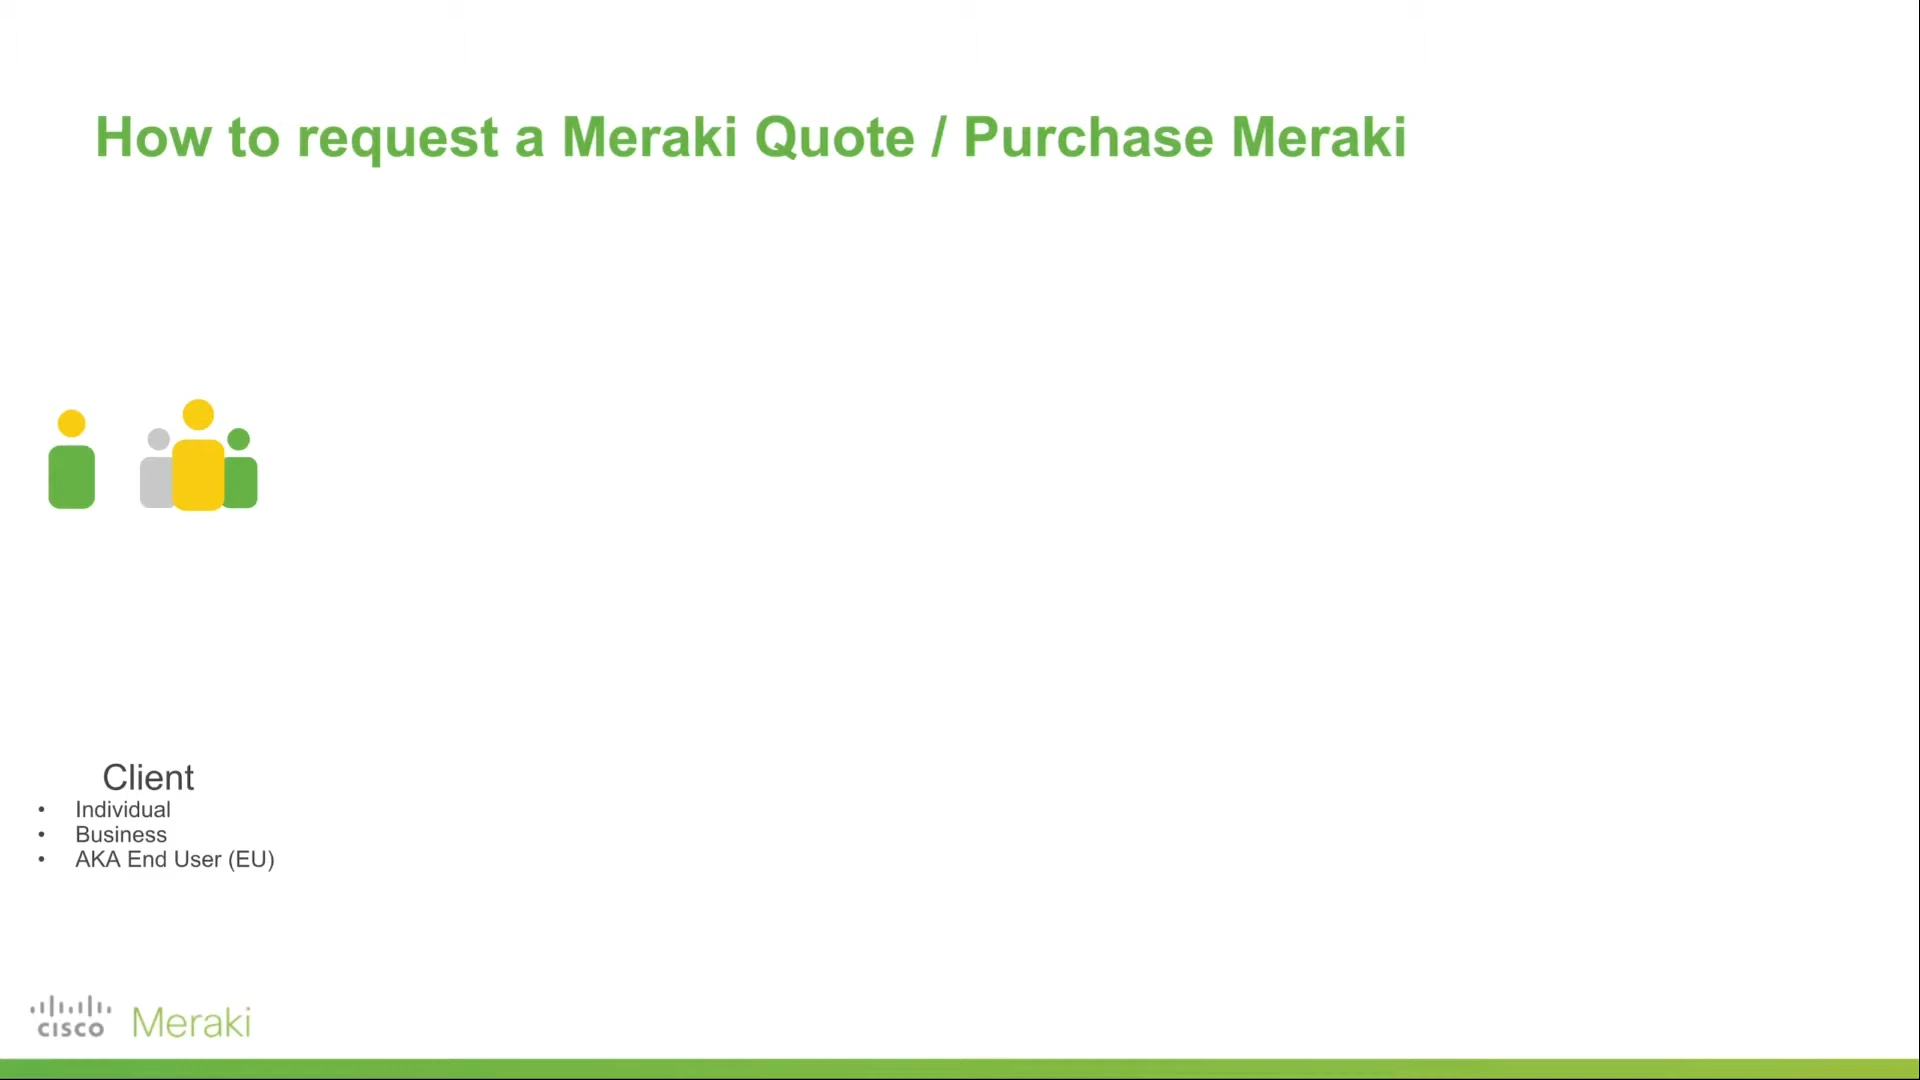 How to request a Meraki Quote / Purchase Meraki
Client
• Individual
• Business
• AKA End User (EU)
CISCO Meraki